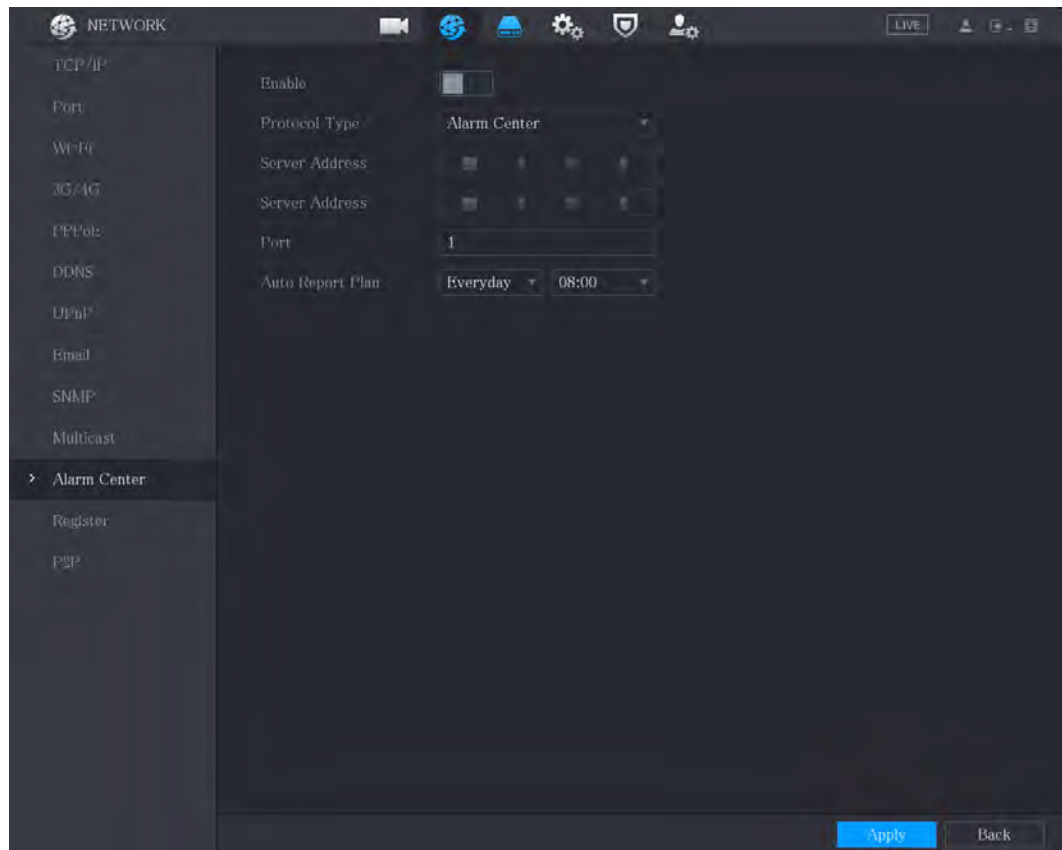 NETWORK
LIVE
TCP/IP
Port
Wi-Fi
3G/4G
PPPoE
DDNS
UPnP
Email
SNMP
Multicast
Alarm Center
Register
P2P
Enable
Protocol Type Alarm Center
Server Address
Server Address
Port 1
Auto Report Plan Everyday 08:00
Apply Back